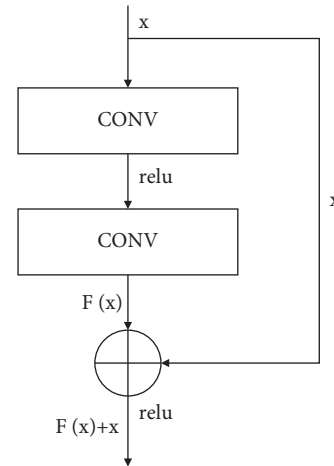 x
CONV
relu
x
CONV
F (x)
relu
F (x)+x